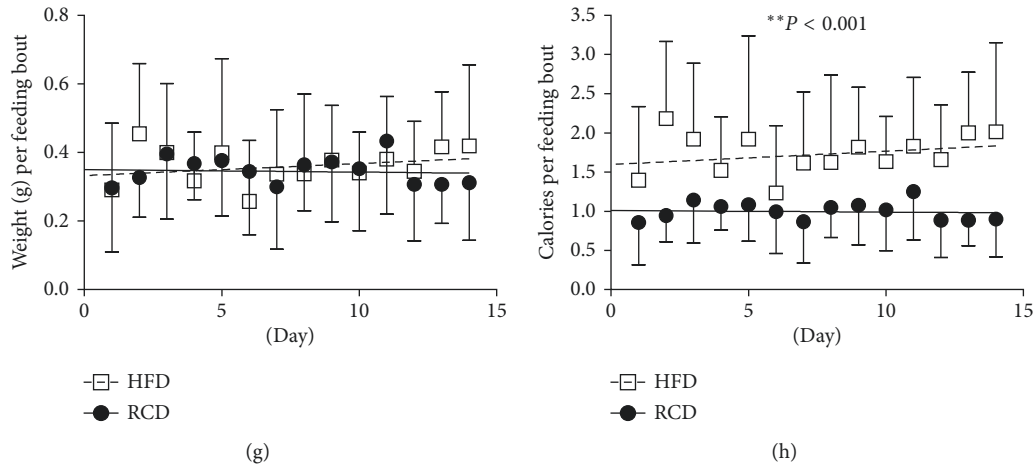 Weight (g) per feeding bout
0.8
0.6
0.4
0.2
0.0
0 5 10 15
(Day)
HFD
RCD
(g)
**P < 0.001
Calories per feeding bout
3.5
3.0
2.5
2.0
1.5
1.0
0.5
0.0
0 5 10 15
(Day)
HFD
RCD
(h)